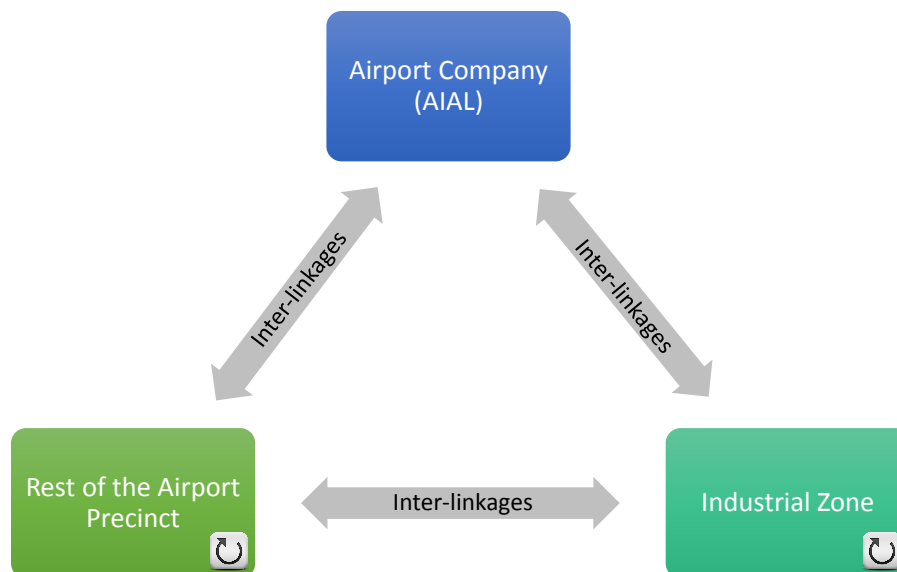 Airport Company
(AIAL)
Inter-linkages
Inter-linkages
Rest of the Airport
Precinct
Inter-linkages
Industrial Zone